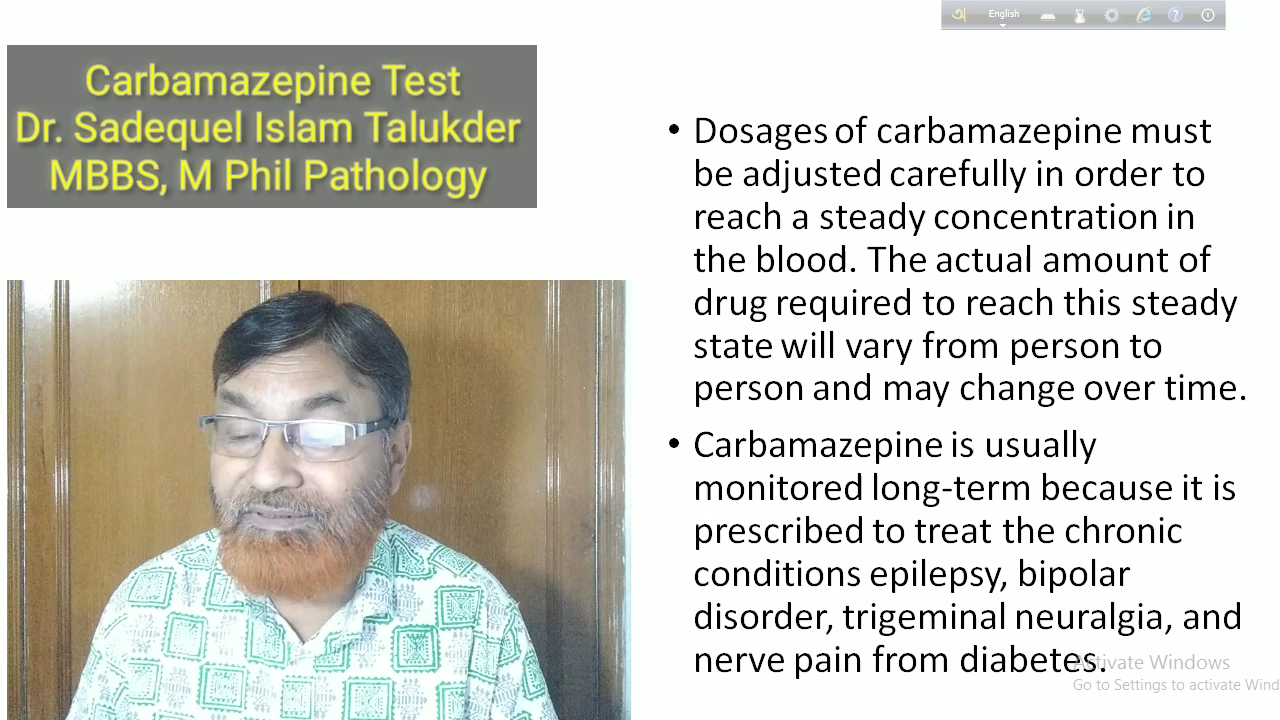 অ English
Carbamazepine Test
Dr. Sadequel Islam Talukder
MBBS, M Phil Pathology
• Dosages of carbamazepine must
be adjusted carefully in order to
reach a steady concentration in
the blood. The actual amount of
drug required to reach this steady
state will vary from person to
person and may change over time.
• Carbamazepine is usually
monitored long-term because it is
prescribed to treat the chronic
conditions epilepsy, bipolar
disorder, trigeminal neuralgia, and
nerve pain from diabetes.
Activate Windows
Go to Settings to activate Wind